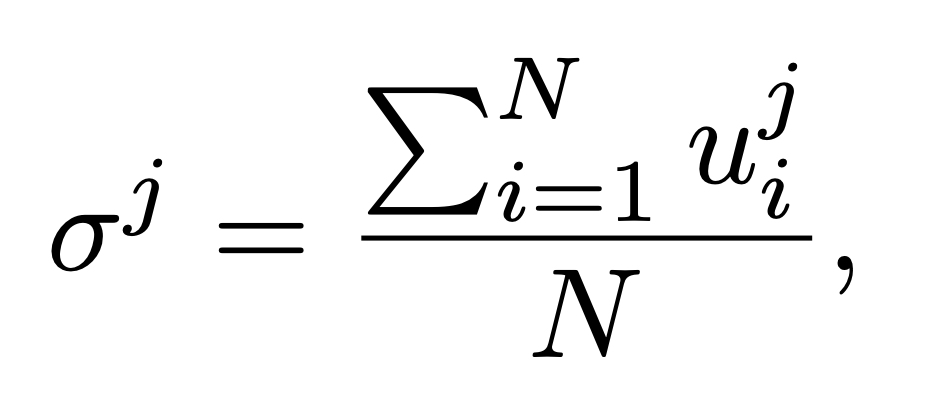 σ^j = \frac{\sum_{i=1}^{N} u_i^j}{N},